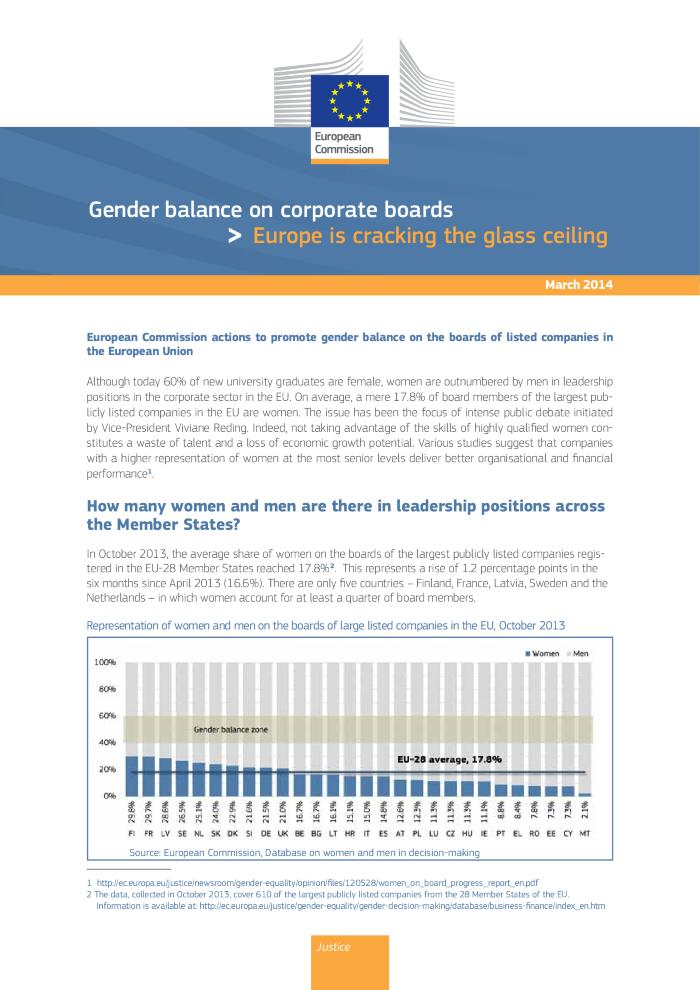 European
Commission
Gender balance on corporate boards
> Europe is cracking the glass ceiling
March 2014
European Commission actions to promote gender balance on the boards of listed companies in
the European Union
Although today 60% of new university graduates are female, women are outnumbered by men in leadership
positions in the corporate sector in the EU. On average, a mere 17.8% of board members of the largest pub-
licly listed companies in the EU are women. The issue has been the focus of intense public debate initiated
by Vice-President Viviane Reding. Indeed, not taking advantage of the skills of highly qualified women con-
stitutes a waste of talent and a loss of economic growth potential. Various studies suggest that companies
with a higher representation of women at the most senior levels deliver better organisational and financial
performance1.
How many women and men are there in leadership positions across
the Member States?
In October 2013, the average share of women on the boards of the largest publicly listed companies regis-
tered in the EU-28 Member States reached 17.8%2. This represents a rise of 1.2 percentage points in the
six months since April 2013 (16.6%). There are only five countries – Finland, France, Latvia, Sweden and the
Netherlands – in which women account for at least a quarter of board members.
Representation of women and men on the boards of large listed companies in the EU, October 2013
Women Men
100%
80%
60%
Gender balance zone
40%
EU-28 average, 17.8%
20%
0%
29.8% 29.7% 28.6% 26.5% 25.1% 24.0% 22.9% 21.6% 21.5% 21.0% 16.7% 16.7% 16.1% 15.1% 15.0% 14.8% 12.6% 12.3% 11.3% 11.3% 11.3% 11.1% 8.8% 8.4% 7.8% 7.3% 7.3% 2.1%
FI FR LV SE NL SK DK SI DE UK BE BG LT HR IT ES AT PL LU CZ HU IE PT EL RO EE CY MT
Source: European Commission, Database on women and men in decision-making
1 http://ec.europa.eu/justice/newsroom/gender-equality/opinion/files/120528/women_on_board_progress_report_en.pdf
2 The data, collected in October 2013, cover 610 of the largest publicly listed companies from the 28 Member States of the EU.
Information is available at: http://ec.europa.eu/justice/gender-equality/gender-decision-making/database/business-finance/index_en.htm
Justice